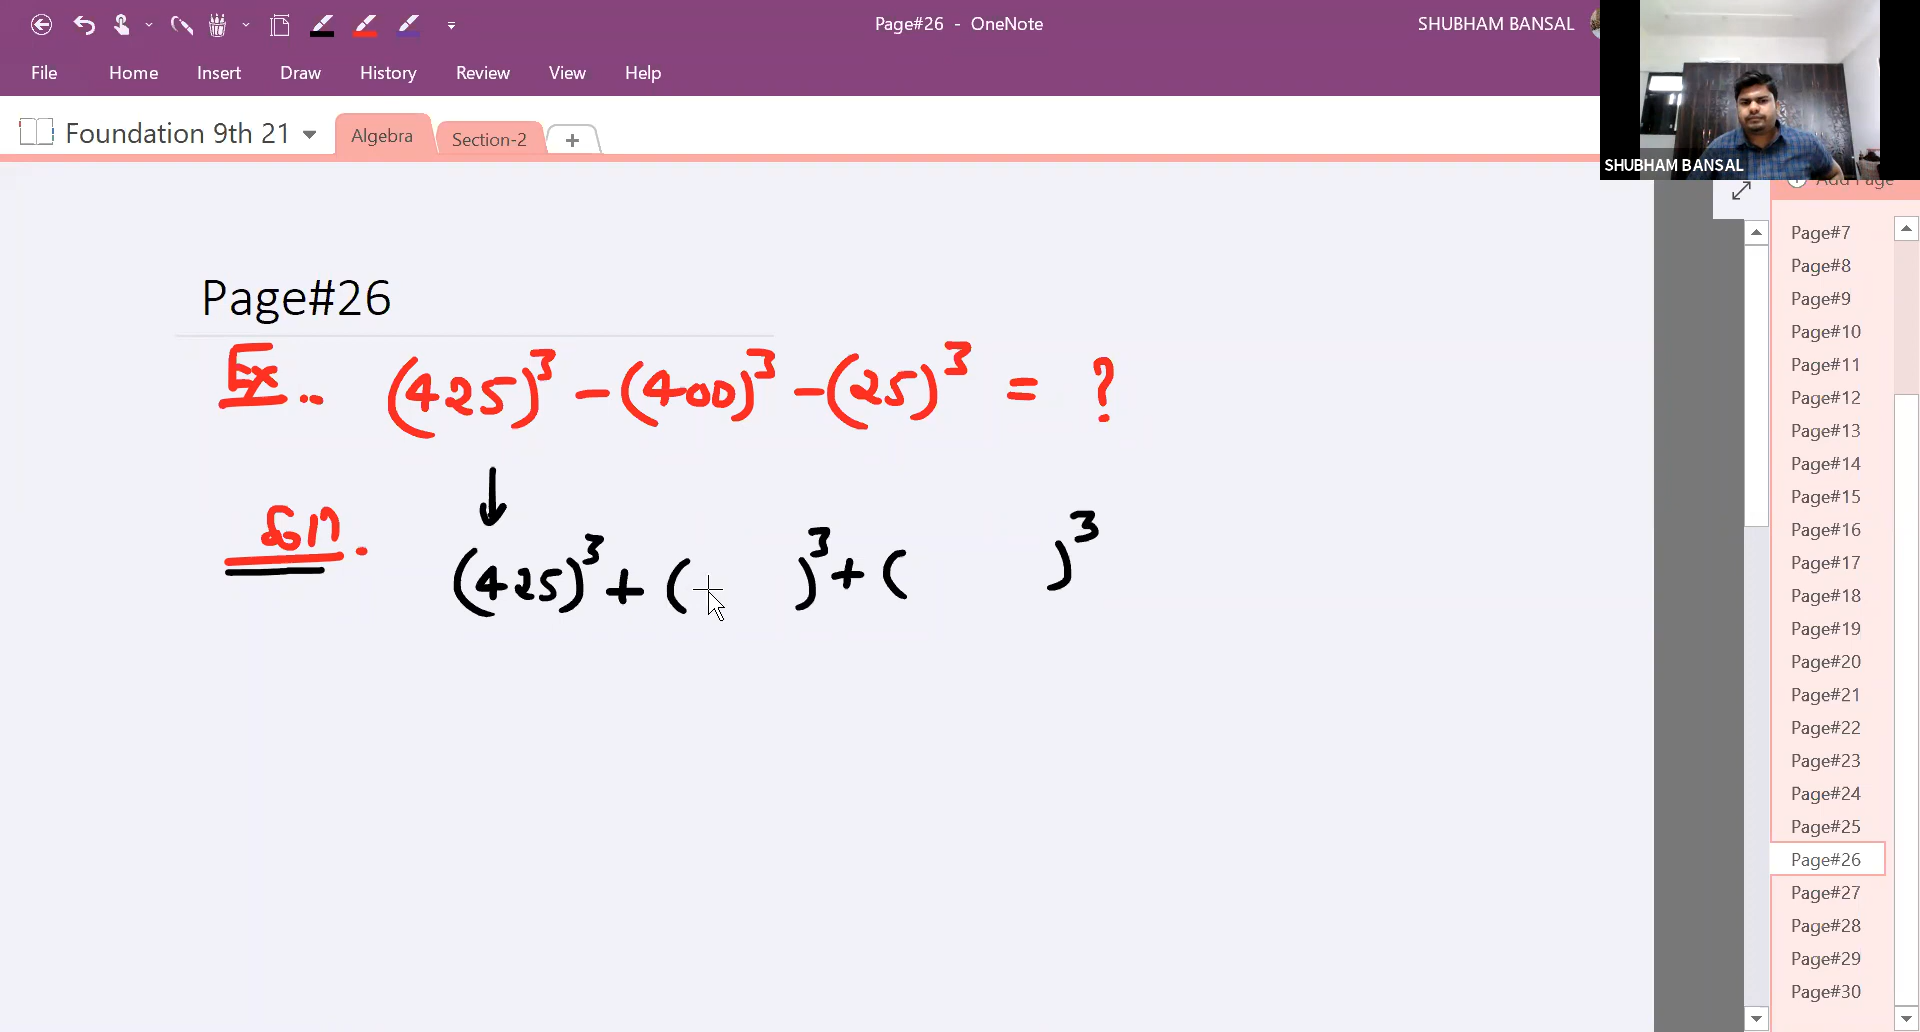 Page#26 - OneNote
SHUBHAM BANSAL
File Home Insert Draw History Review View Help
Foundation 9th 21
Algebra
Section-2
+
SHUBHAM BANSAL
Add Page
Page#26
Ex.. (425)³ - (400)³ - (25)³ = ?
Sol.
(425)³ + ( )³ + ( )³
Page#7
Page#8
Page#9
Page#10
Page#11
Page#12
Page#13
Page#14
Page#15
Page#16
Page#17
Page#18
Page#19
Page#20
Page#21
Page#22
Page#23
Page#24
Page#25
Page#26
Page#27
Page#28
Page#29
Page#30